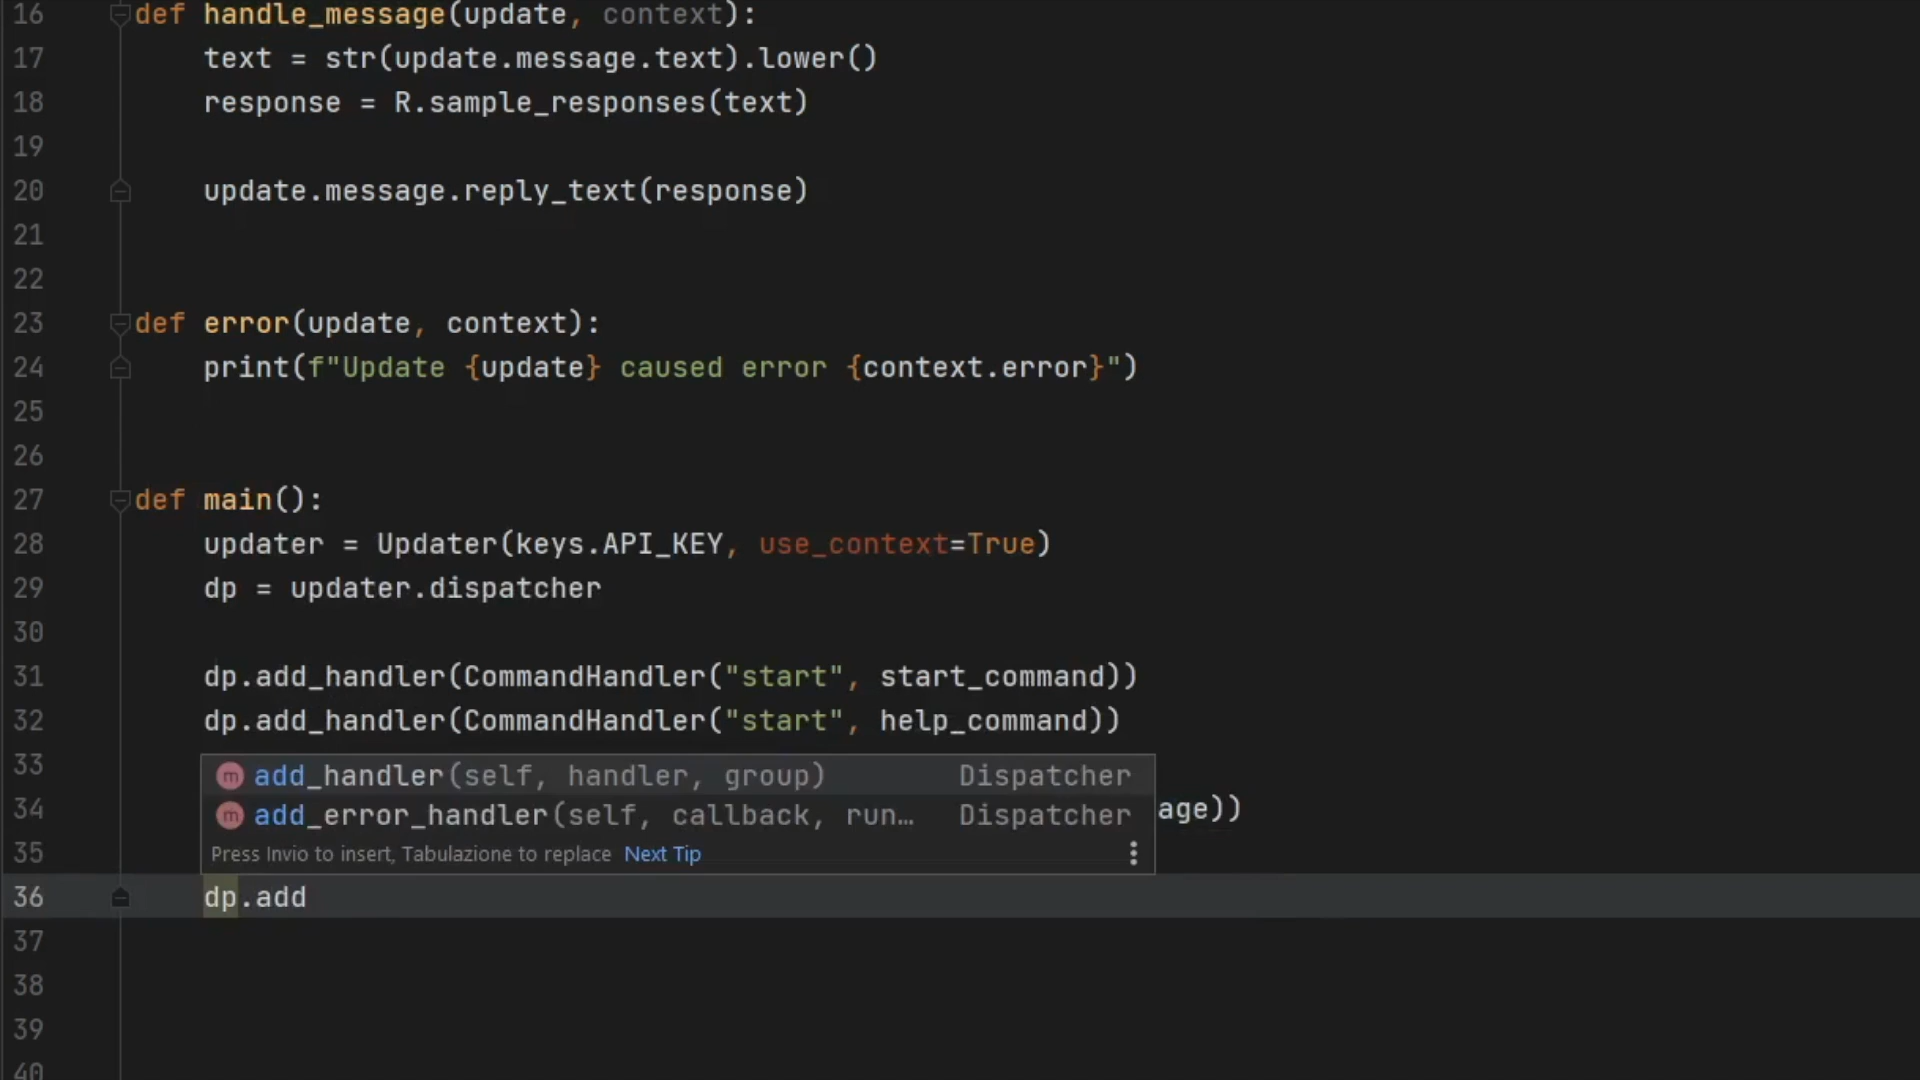 16 def handle_message(update, context):
17 text = str(update.message.text).lower()
18 response = R.sample_responses(text)
19
20 update.message.reply_text(response)
21
22
23 def error(update, context):
24 print(f"Update {update} caused error {context.error}")
25
26
27 def main():
28 updater = Updater(keys.API_KEY, use_context=True)
29 dp = updater.dispatcher
30
31 dp.add_handler(CommandHandler("start", start_command))
32 dp.add_handler(CommandHandler("start", help_command))
33
m add_handler(self, handler, group) Dispatcher
34 age))
m add_error_handler(self, callback, run… Dispatcher
35
Press Invio to insert, Tabulazione to replace Next Tip
36 dp.add
37
38
39
40